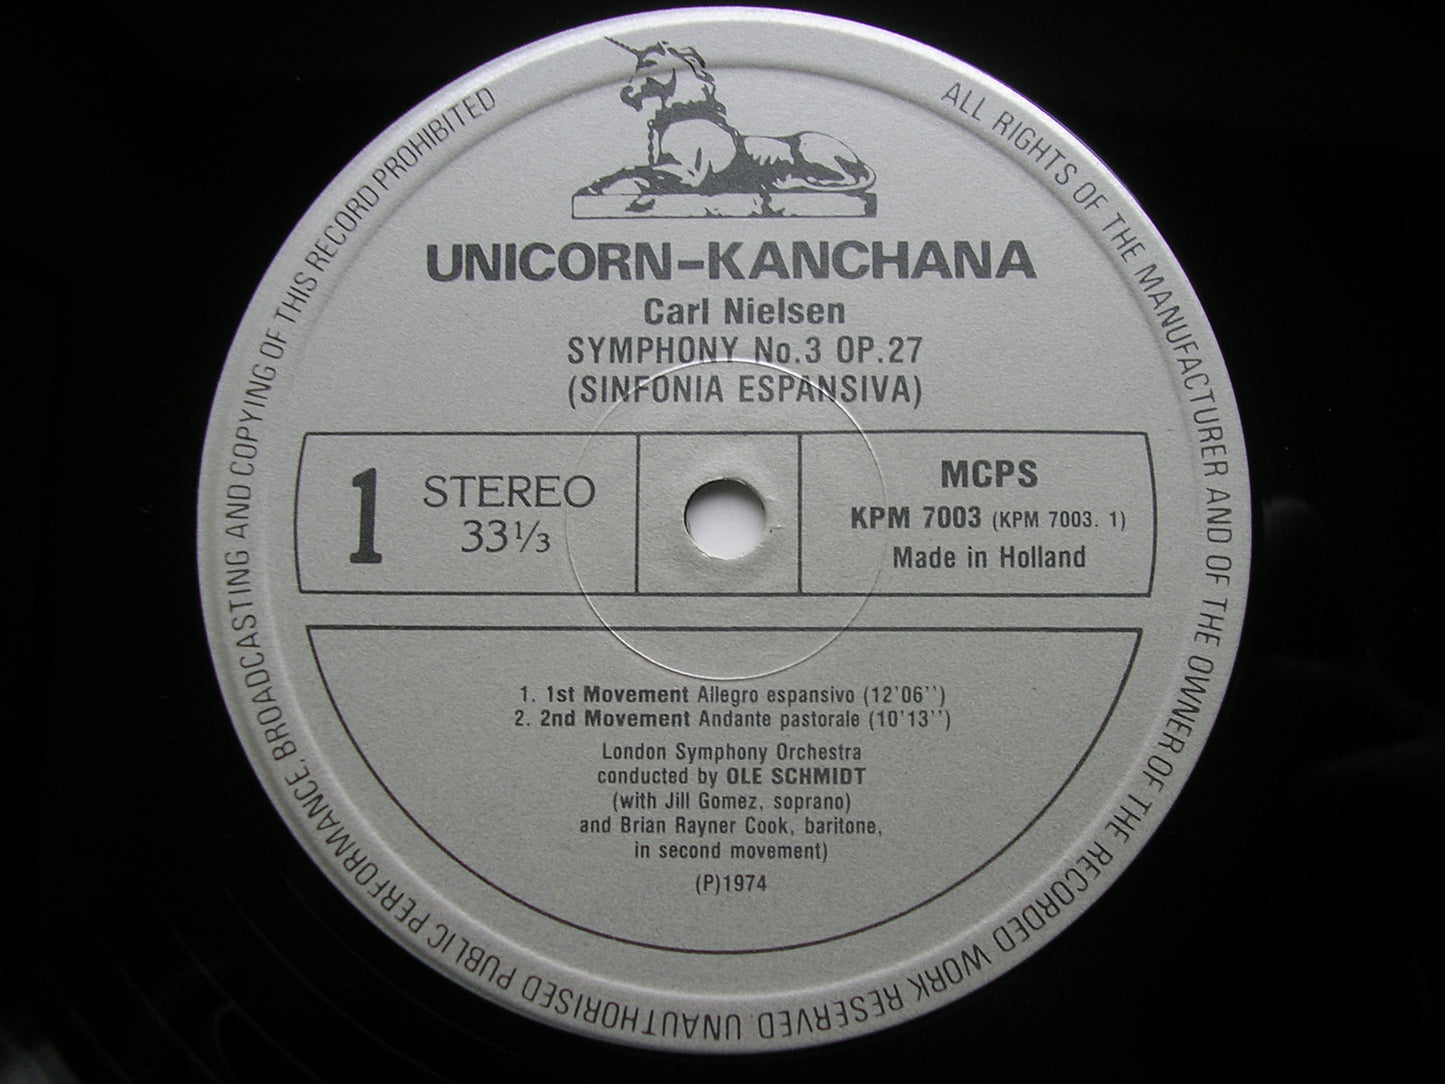 UNICORN-KANCHANA
Carl Nielsen
SYMPHONY No.3 OP.27
(SINFONIA ESPANSIVA)
1 STEREO
33⅓
MCPS
KPM 7003 (KPM 7003. 1)
Made in Holland
1. 1st Movement Allegro espansivo (12'06'')
2. 2nd Movement Andante pastorale (10'13'')
London Symphony Orchestra
conducted by OLE SCHMIDT
(with Jill Gomez, soprano)
and Brian Rayner Cook, baritone,
in second movement)
(P)1974
ALL RIGHTS OF THE MANUFACTURER AND OF THE OWNER OF THE RECORDED WORK RESERVED. UNAUTHORISED PUBLIC PERFORMANCE, BROADCASTING AND COPYING OF THIS RECORD PROHIBITED